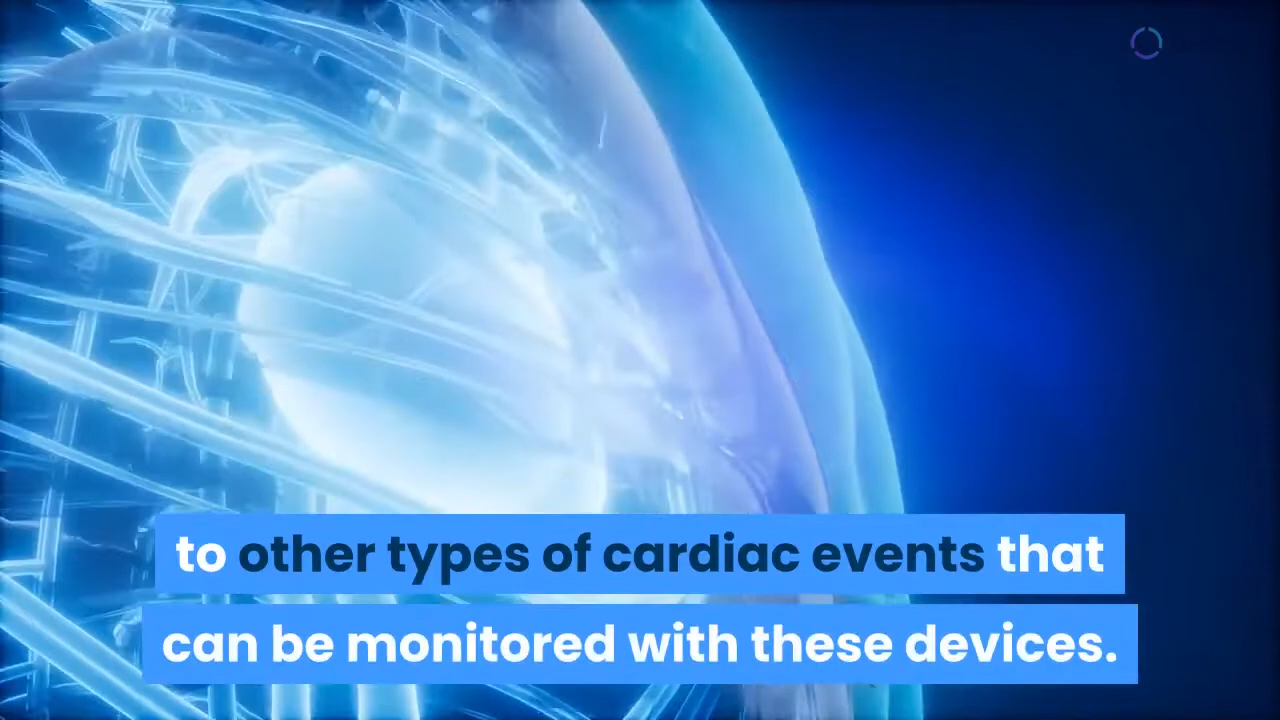 to other types of cardiac events that
can be monitored with these devices.